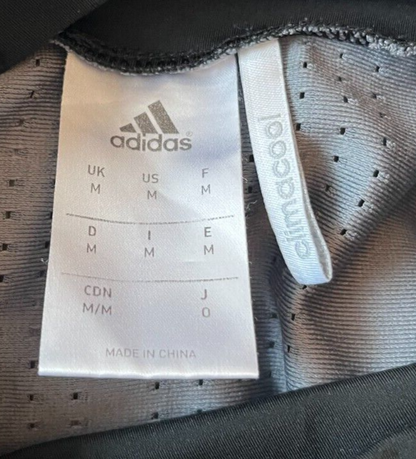 adidas
UK US F
M M M
D I E
M M M
CDN J
M/M O
MADE IN CHINA
climacool